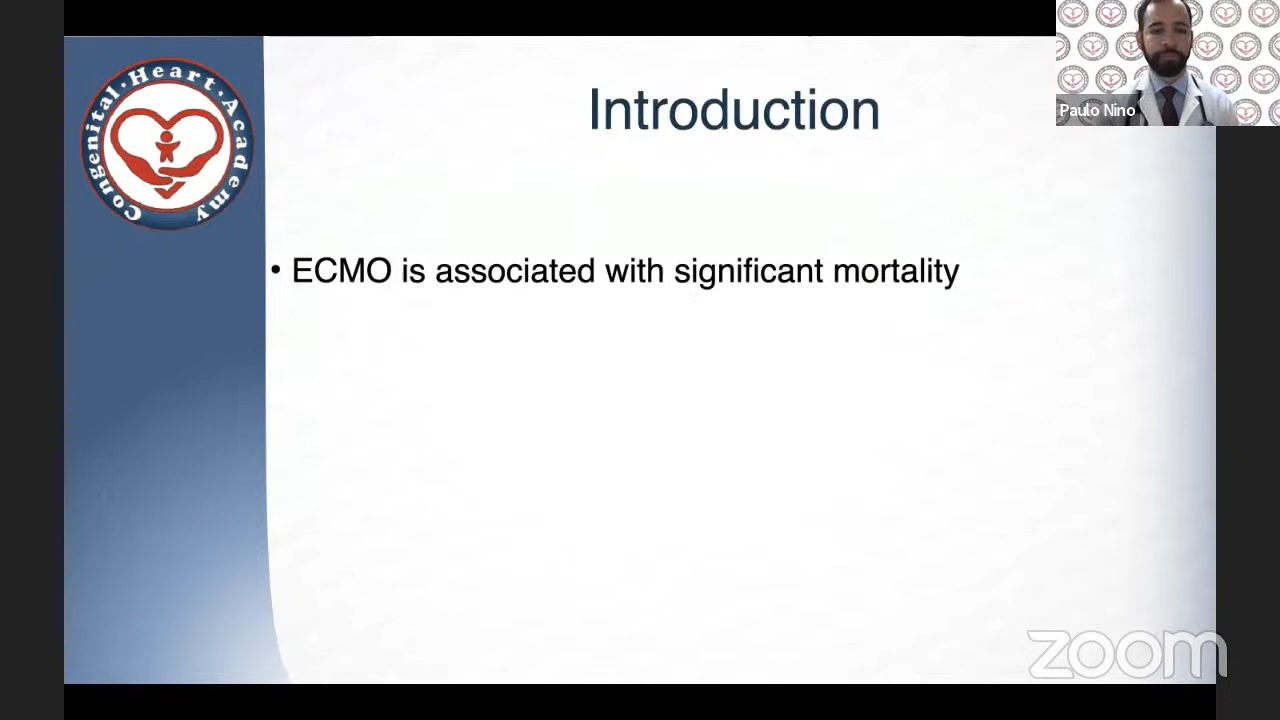 Congenital · Heart · Academy
Introduction
Paulo Nino
• ECMO is associated with significant mortality
zoom